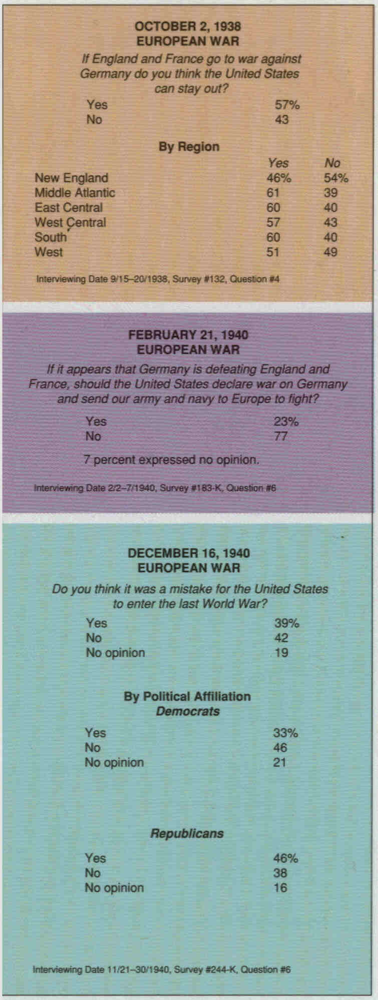 OCTOBER 2, 1938
EUROPEAN WAR
If England and France go to war against
Germany do you think the United States
can stay out?
Yes 57%
No 43
By Region
Yes No
New England 46% 54%
Middle Atlantic 61 39
East Central 60 40
West Central 57 43
South 60 40
West 51 49
Interviewing Date 9/15–20/1938, Survey #132, Question #4
FEBRUARY 21, 1940
EUROPEAN WAR
If it appears that Germany is defeating England and
France, should the United States declare war on Germany
and send our army and navy to Europe to fight?
Yes 23%
No 77
7 percent expressed no opinion.
Interviewing Date 2/2–7/1940, Survey #183-K, Question #6
DECEMBER 16, 1940
EUROPEAN WAR
Do you think it was a mistake for the United States
to enter the last World War?
Yes 39%
No 42
No opinion 19
By Political Affiliation
Democrats
Yes 33%
No 46
No opinion 21
Republicans
Yes 46%
No 38
No opinion 16
Interviewing Date 11/21–30/1940, Survey #244-K, Question #6